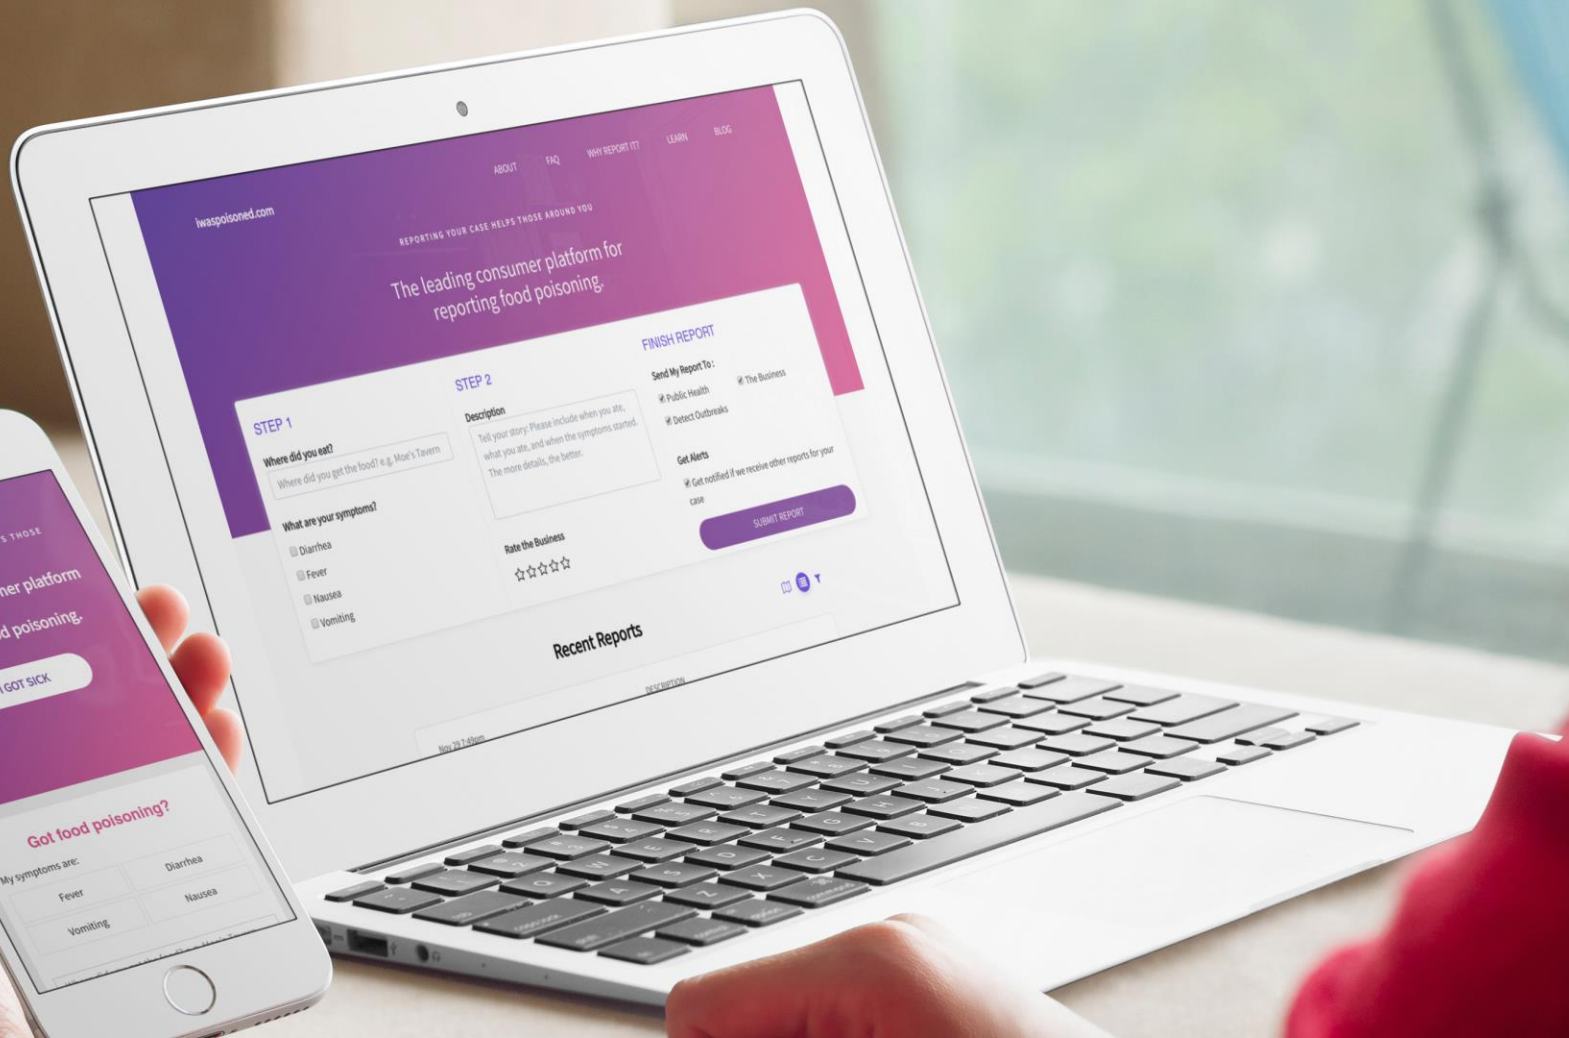 ABOUT
FAQ
WHY REPORT IT?
LEARN
BLOG
iwaspoisoned.com
REPORTING YOUR CASE HELPS THOSE AROUND YOU
The leading consumer platform for
reporting food poisoning.
STEP 1
Where did you eat?
Where did you get the food? e.g. Moe's Tavern
What are your symptoms?
Diarrhea
Fever
Nausea
Vomiting
STEP 2
Description
Tell your story: Please include when you ate,
what you ate, and when the symptoms started.
The more details, the better.
Rate the Business
FINISH REPORT
Send My Report To :
Public Health
The Business
Detect Outbreaks
Get Alerts
Get notified if we receive other reports for your
case
SUBMIT REPORT
Recent Reports
DESCRIPTION
Nov 29 7:49pm
THOSE
platform
poisoning.
GOT SICK
Got food poisoning?
My symptoms are:
Fever
Diarrhea
Vomiting
Nausea